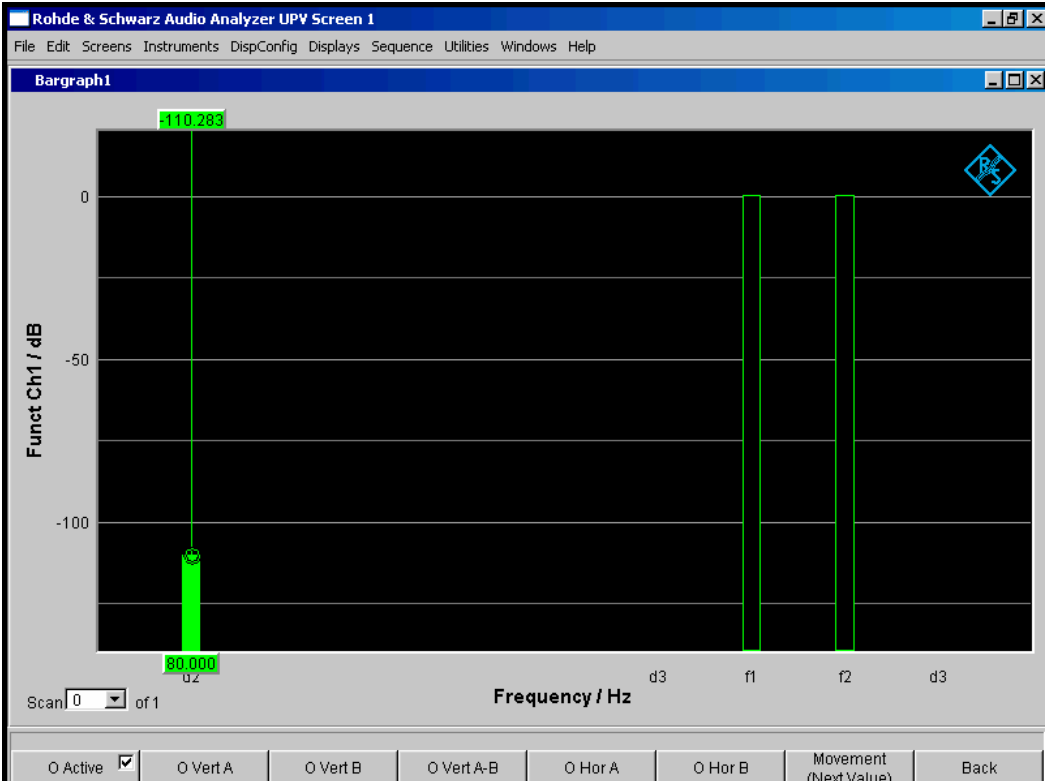 Rohde & Schwarz Audio Analyzer UPV Screen 1
File Edit Screens Instruments DispConfig Displays Sequence Utilities Windows Help
Bargraph1
-110.283
R&S
0
-50
-100
Funct Ch1 / dB
80.000
d2 d3 f1 f2 d3
Frequency / Hz
Scan 0 of 1
O Active O Vert A O Vert B O Vert A-B O Hor A O Hor B Movement (Next Value) Back